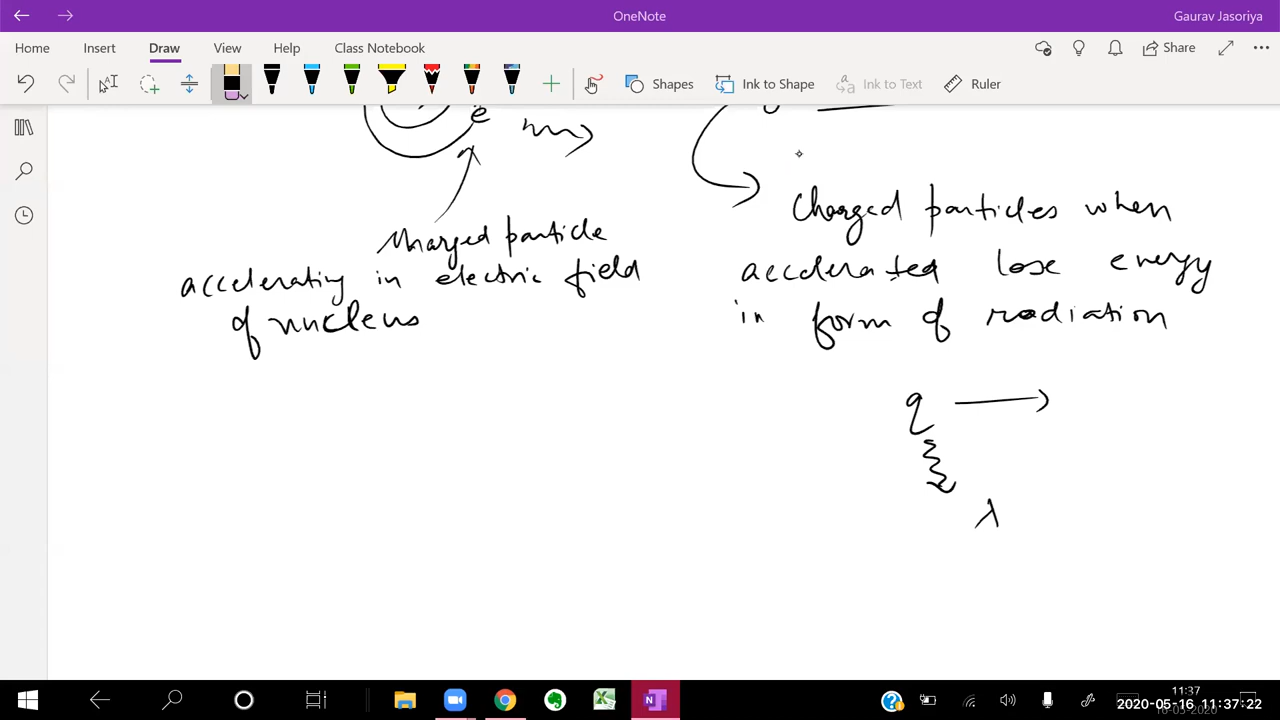 OneNote
Gaurav Jasoriya
Home Insert Draw View Help Class Notebook
Share
Shapes Ink to Shape Ink to Text Ruler
e
Charged particle
accelerating in electric field
of nucleus
Charged particles when
accelerated lose energy
in form of radiation
q
λ
11:37
2020-05-16 11:37:22